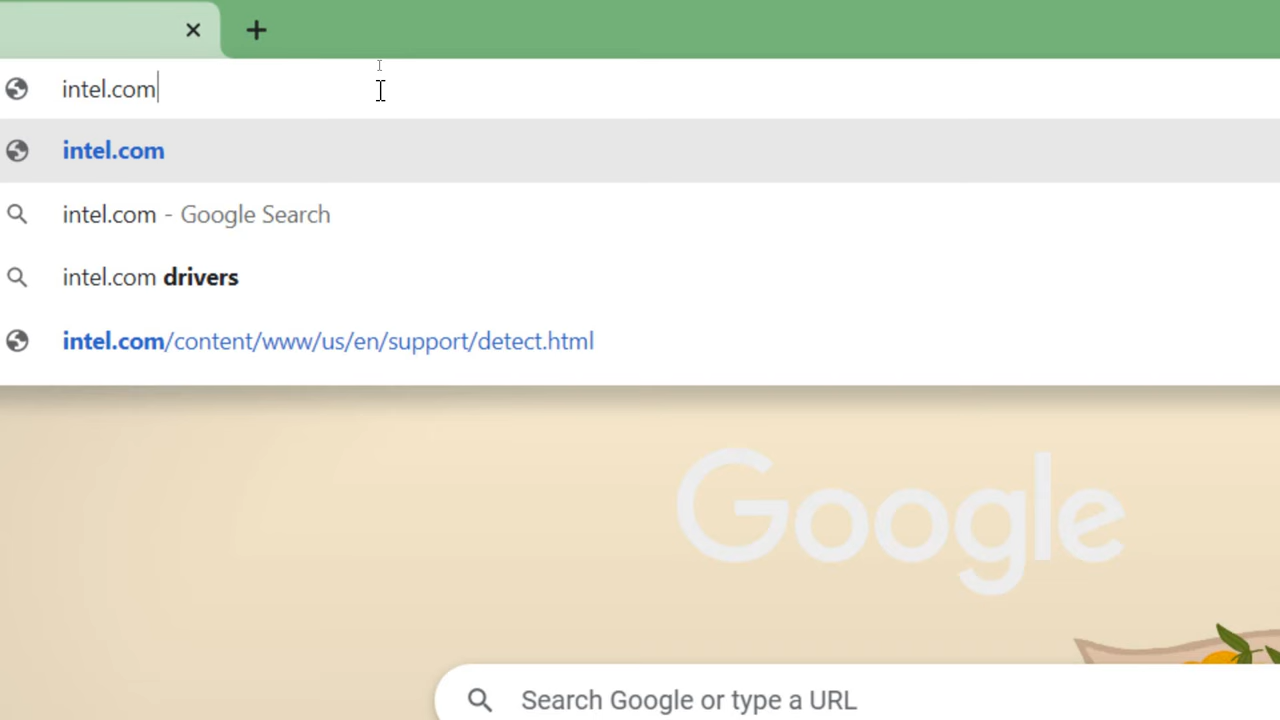 intel.com
intel.com
intel.com - Google Search
intel.com drivers
intel.com/content/www/us/en/support/detect.html
Google
Search Google or type a URL